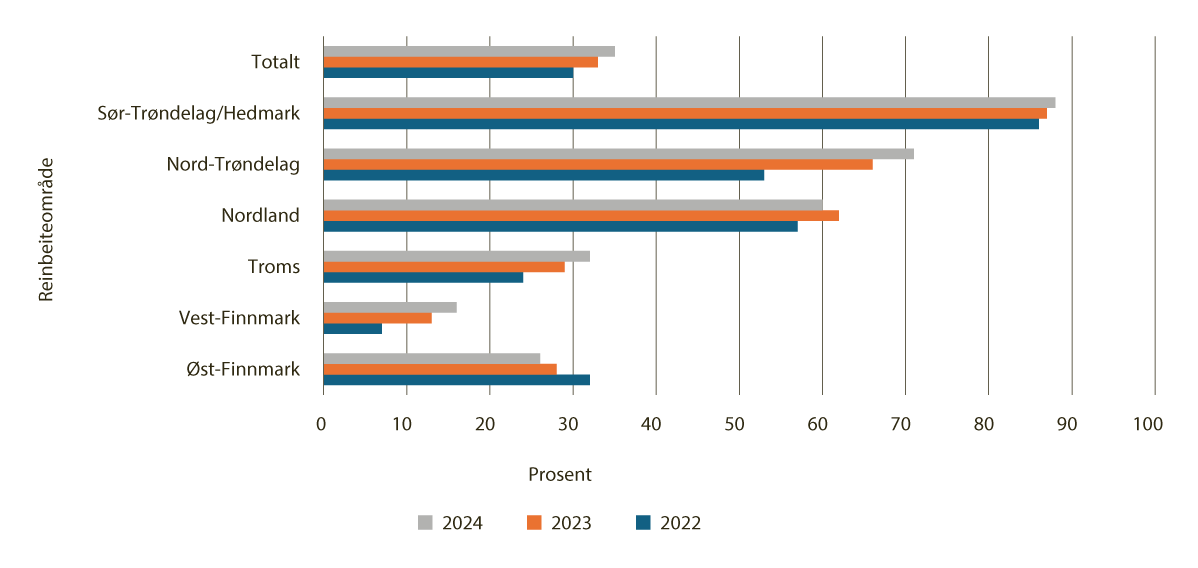 Totalt
Sør-Trøndelag/Hedmark
Nord-Trøndelag
Nordland
Troms
Vest-Finnmark
Øst-Finnmark
Reinbeiteområde
0 10 20 30 40 50 60 70 80 90 100
Prosent
2024 2023 2022